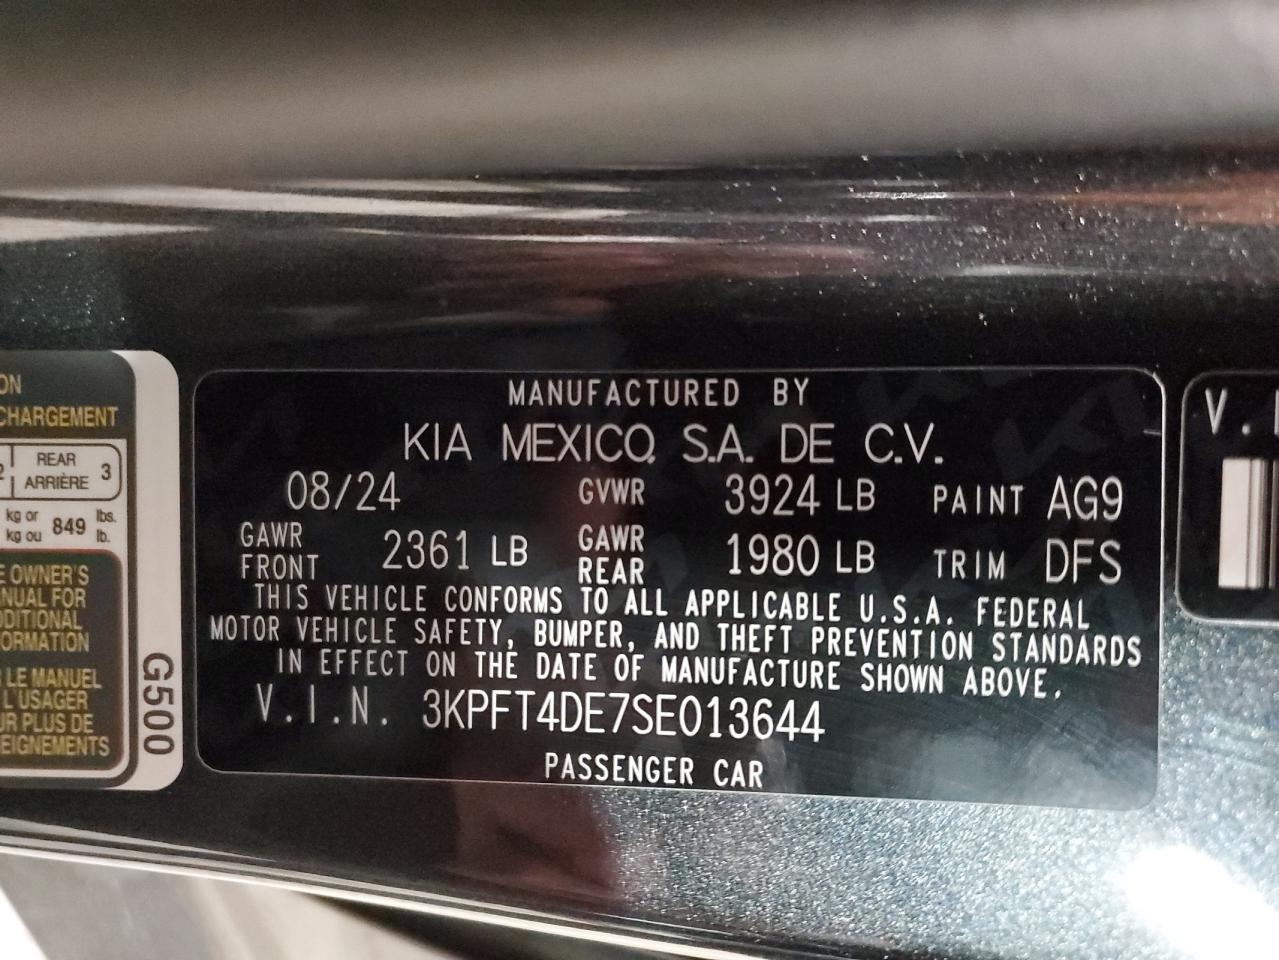 ON
CHARGEMENT
2 REAR 3
ARRIÈRE
kg or 849 lbs.
kg ou lb.
E OWNER'S
NUAL FOR
DDITIONAL
FORMATION
LE MANUEL
L'USAGER
UR PLUS DE
EIGNEMENTS
G500
MANUFACTURED BY
KIA MEXICO, S.A. DE C.V.
08/24 GVWR 3924 LB PAINT AG9
GAWR FRONT 2361 LB GAWR REAR 1980 LB TRIM DFS
THIS VEHICLE CONFORMS TO ALL APPLICABLE U.S.A. FEDERAL
MOTOR VEHICLE SAFETY, BUMPER, AND THEFT PREVENTION STANDARDS
IN EFFECT ON THE DATE OF MANUFACTURE SHOWN ABOVE.
V.I.N. 3KPFT4DE7SE013644
PASSENGER CAR
V.I